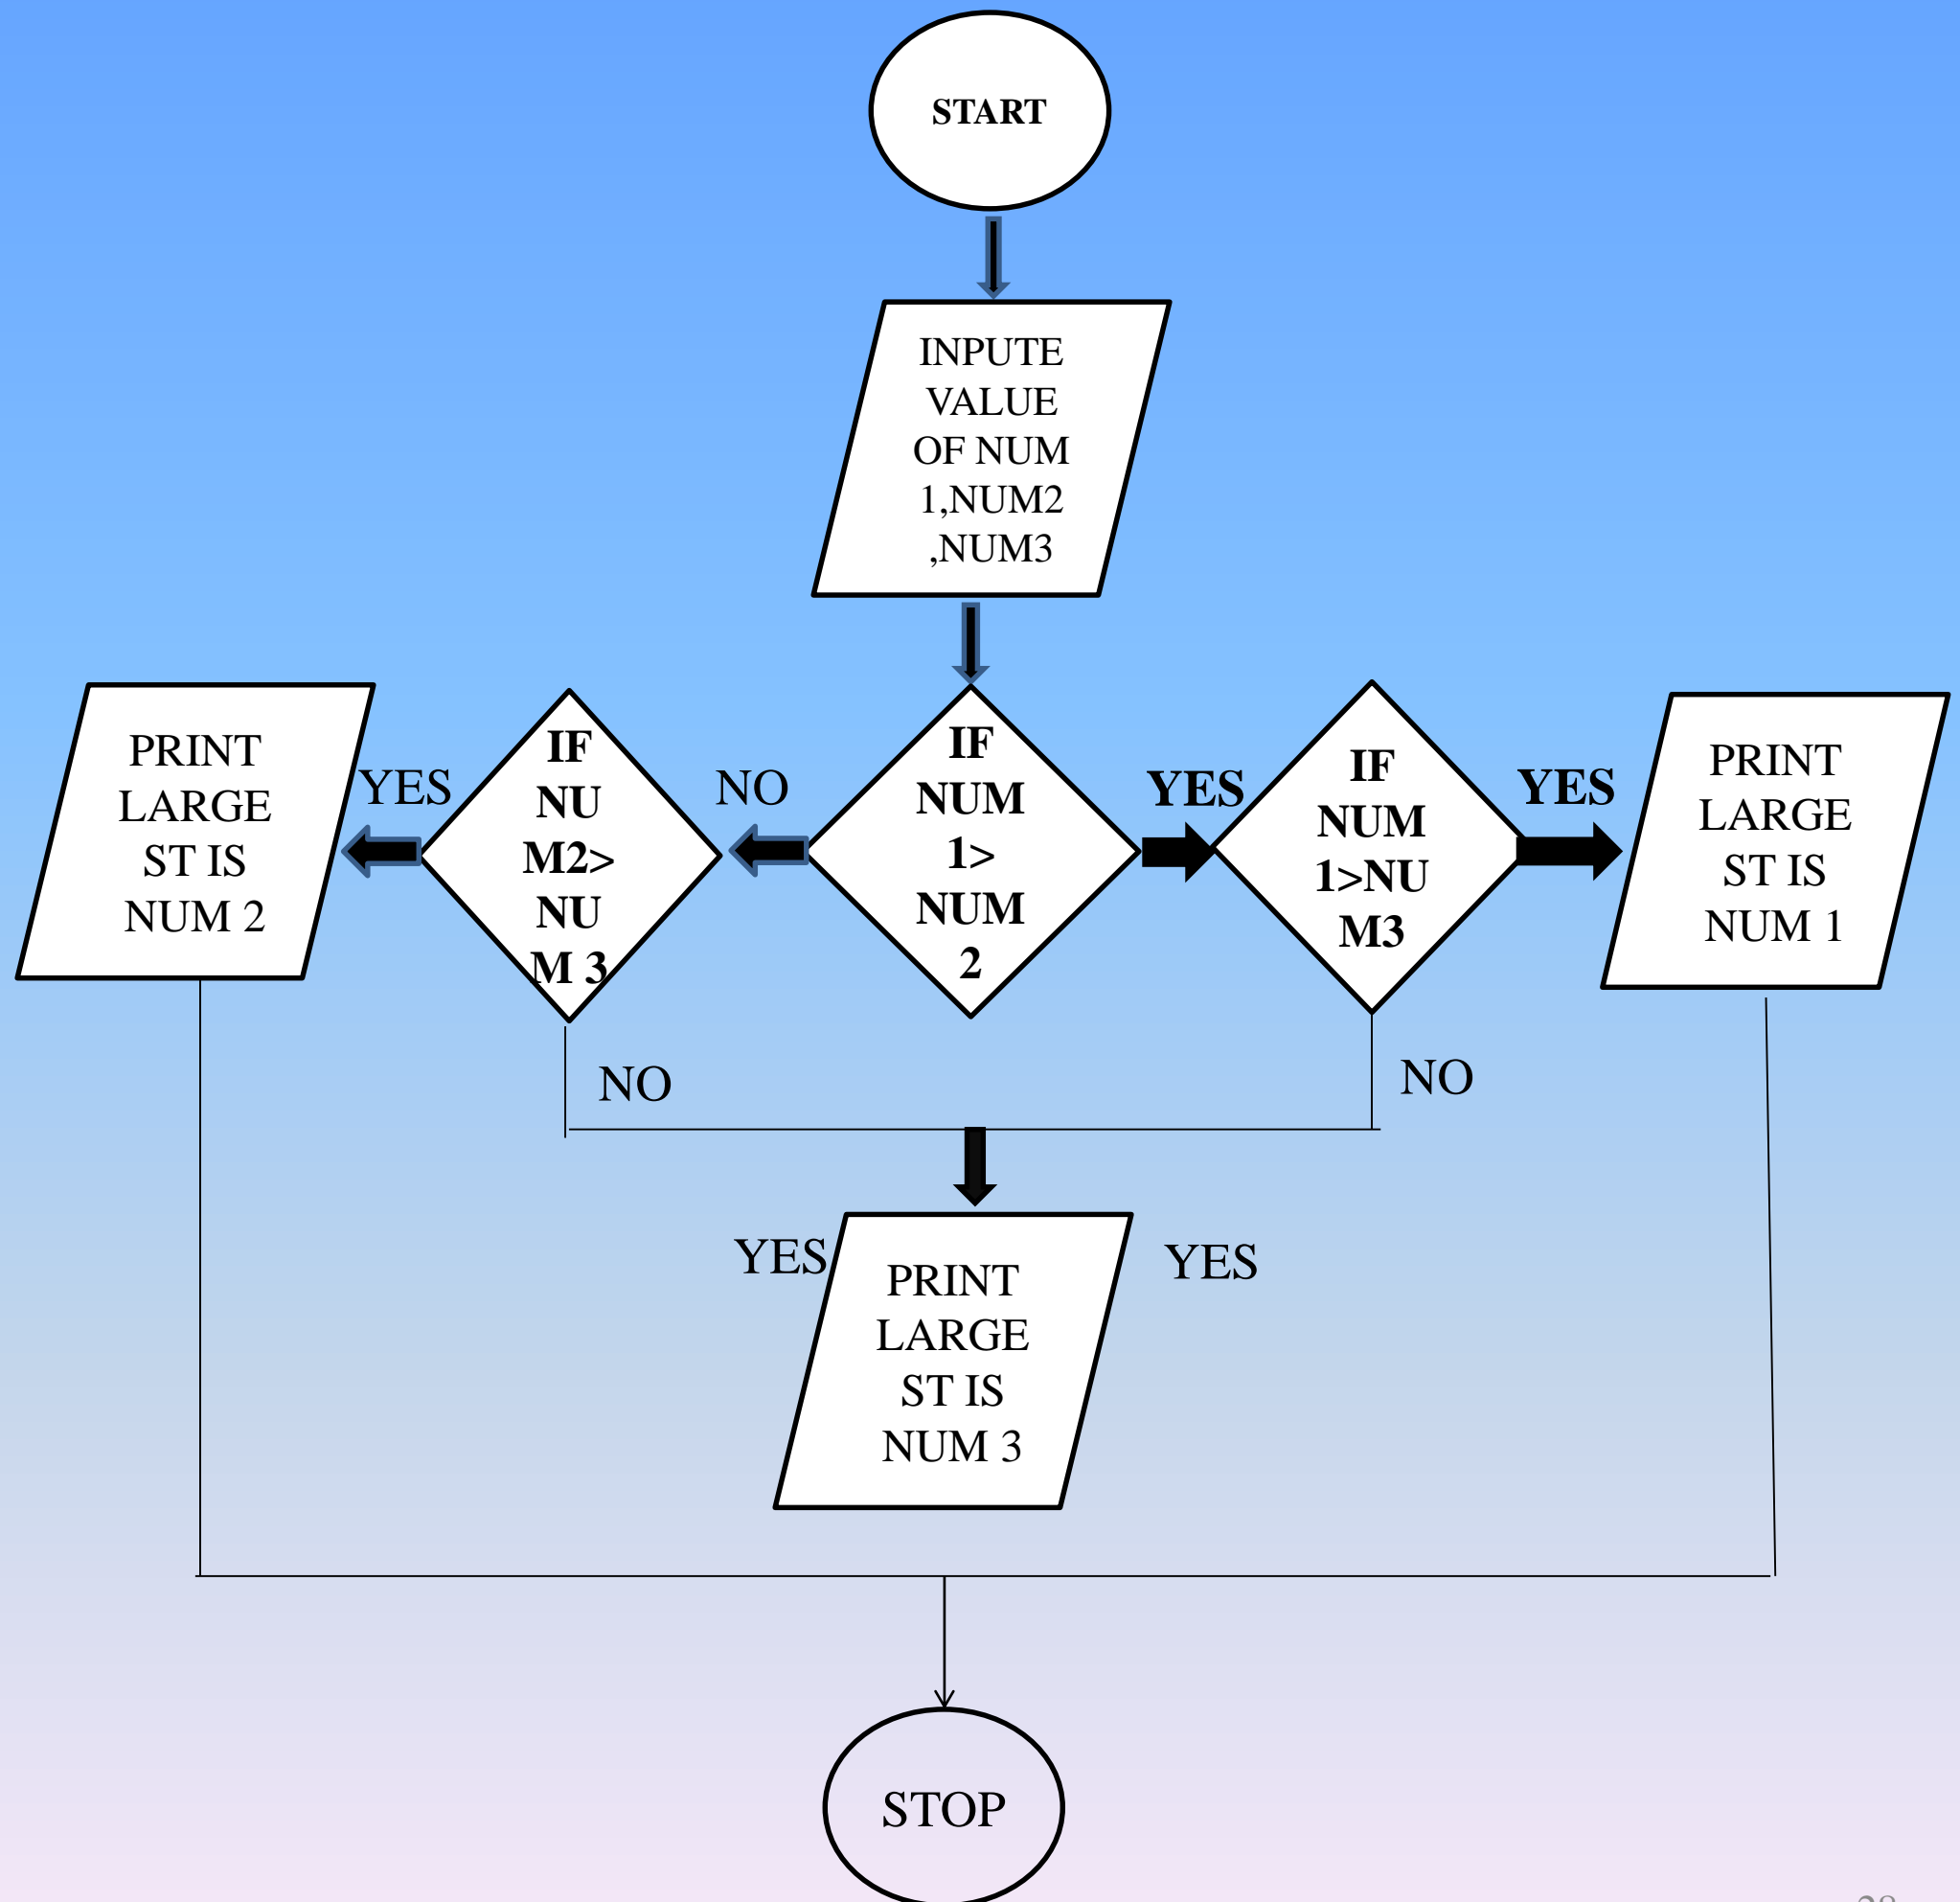 START
INPUTE
VALUE
OF NUM
1,NUM2
,NUM3
PRINT
LARGE
ST IS
NUM 2
YES
IF
NU
M2>
NU
M 3
NO
IF
NUM
1>
NUM
2
YES
IF
NUM
1>NU
M3
YES
PRINT
LARGE
ST IS
NUM 1
NO
NO
YES
PRINT
LARGE
ST IS
NUM 3
YES
STOP